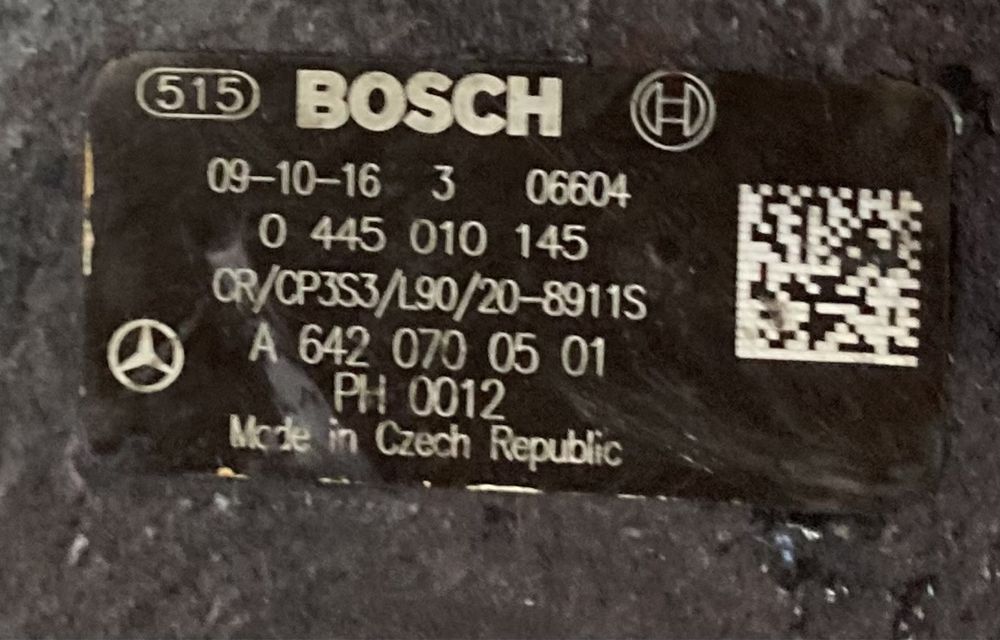 515 BOSCH
09-10-16 3 06604
0 445 010 145
CR/CP3S3/L90/20-8911S
A 642 070 05 01
PH 0012
Made in Czech Republic